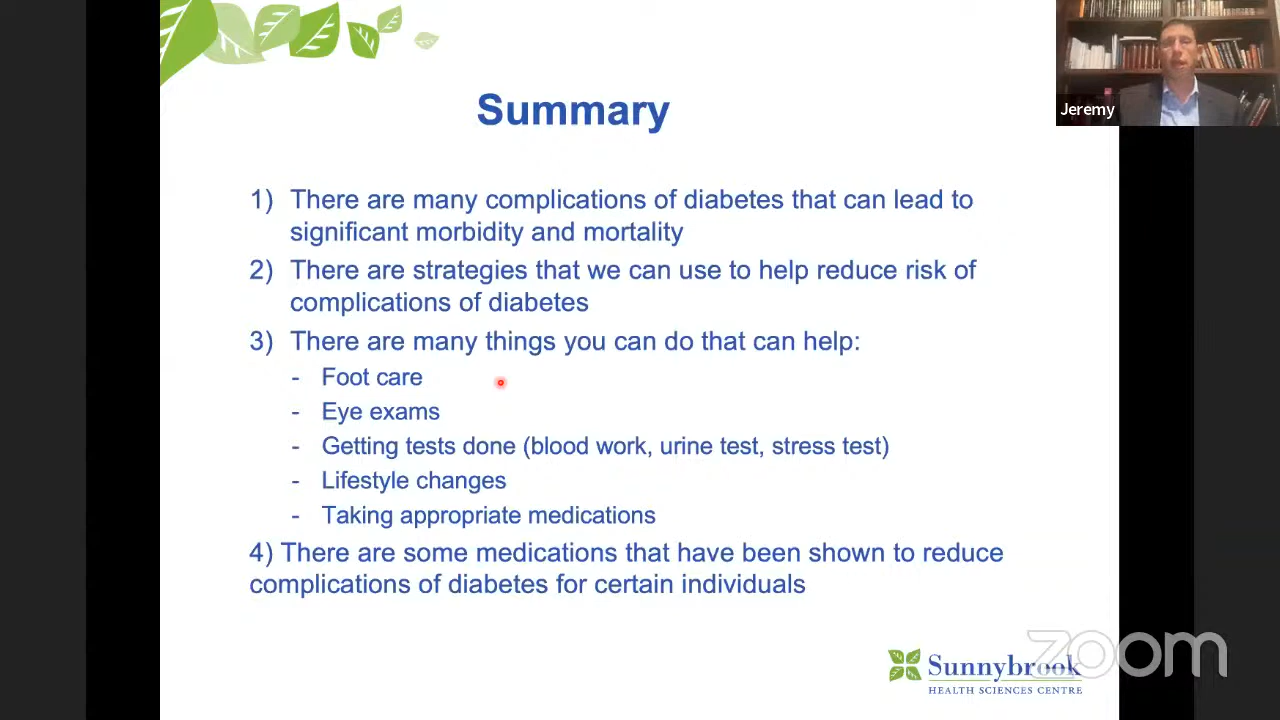 Summary
Jeremy
1) There are many complications of diabetes that can lead to
significant morbidity and mortality
2) There are strategies that we can use to help reduce risk of
complications of diabetes
3) There are many things you can do that can help:
- Foot care
- Eye exams
- Getting tests done (blood work, urine test, stress test)
- Lifestyle changes
- Taking appropriate medications
4) There are some medications that have been shown to reduce
complications of diabetes for certain individuals
zoom
Sunnybrook
HEALTH SCIENCES CENTRE